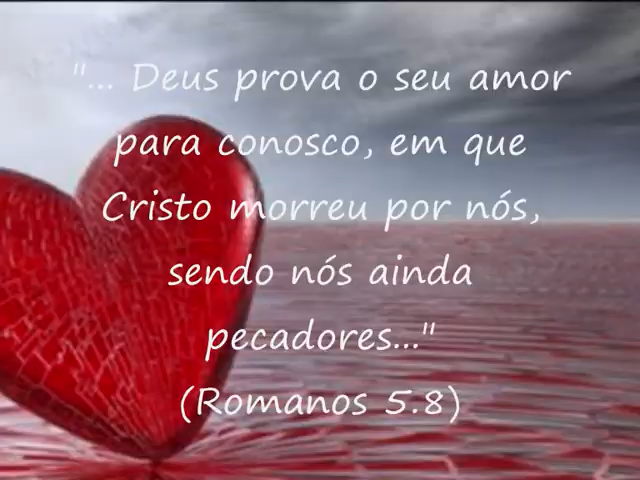 "... Deus prova o seu amor
para conosco, em que
Cristo morreu por nós,
sendo nós ainda
pecadores..."
(Romanos 5.8)